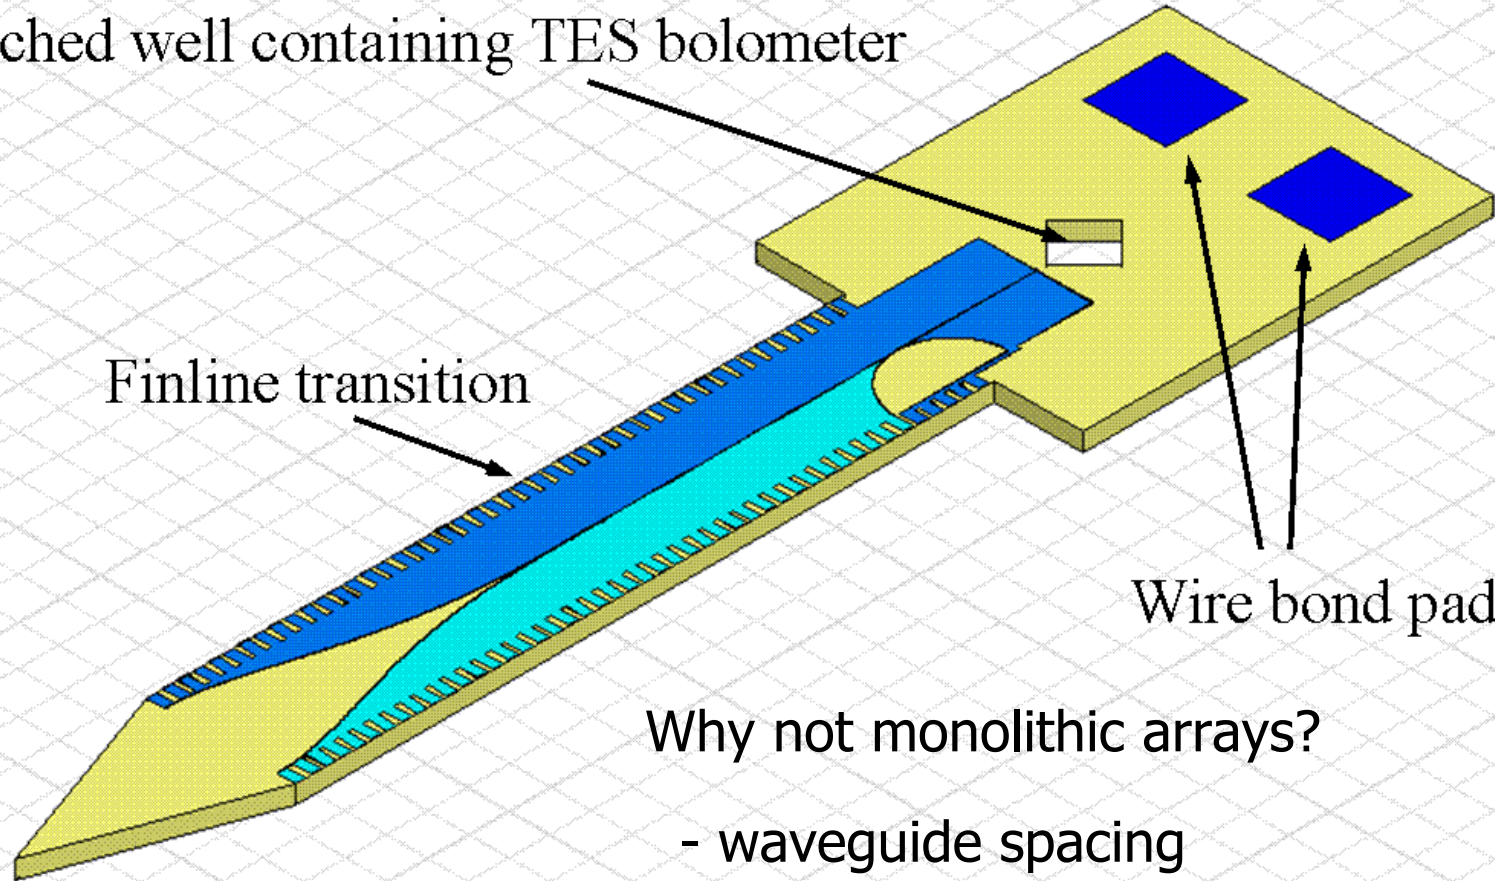 ched well containing TES bolometer
Finline transition
Wire bond pad
Why not monolithic arrays?
- waveguide spacing